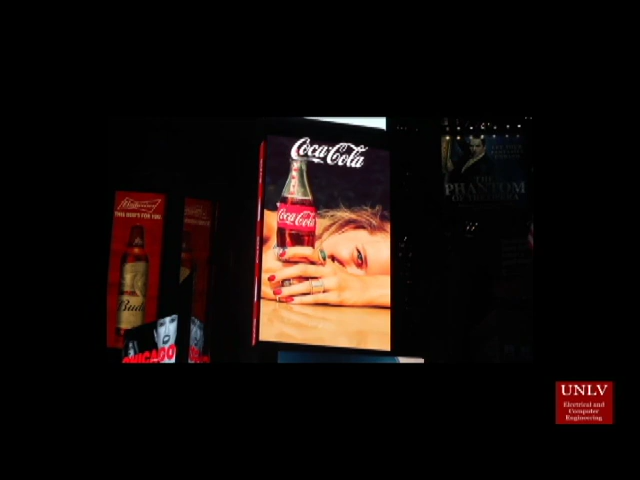 Coca-Cola
Coca-Cola
Budweiser
THIS BUD'S FOR YOU
Bud
CHICAGO
THE
PHANTOM
UNLV
Electrical and
Computer
Engineering